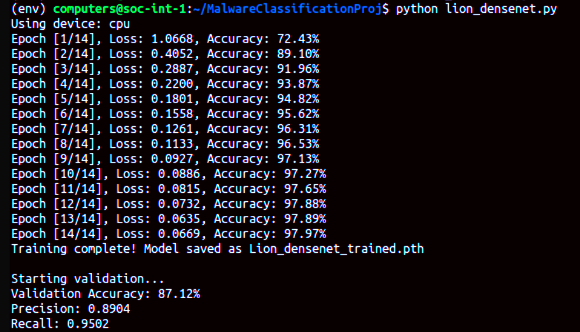 (env) computers@soc-int-1:~/MalwareClassificationProj$ python lion_densenet.py
Using device: cpu
Epoch [1/14], Loss: 1.0668, Accuracy: 72.43%
Epoch [2/14], Loss: 0.4052, Accuracy: 89.10%
Epoch [3/14], Loss: 0.2887, Accuracy: 91.96%
Epoch [4/14], Loss: 0.2200, Accuracy: 93.87%
Epoch [5/14], Loss: 0.1801, Accuracy: 94.82%
Epoch [6/14], Loss: 0.1558, Accuracy: 95.62%
Epoch [7/14], Loss: 0.1261, Accuracy: 96.31%
Epoch [8/14], Loss: 0.1133, Accuracy: 96.53%
Epoch [9/14], Loss: 0.0927, Accuracy: 97.13%
Epoch [10/14], Loss: 0.0886, Accuracy: 97.27%
Epoch [11/14], Loss: 0.0815, Accuracy: 97.65%
Epoch [12/14], Loss: 0.0732, Accuracy: 97.88%
Epoch [13/14], Loss: 0.0635, Accuracy: 97.89%
Epoch [14/14], Loss: 0.0669, Accuracy: 97.97%
Training complete! Model saved as Lion_densenet_trained.pth
Starting validation...
Validation Accuracy: 87.12%
Precision: 0.8904
Recall: 0.9502